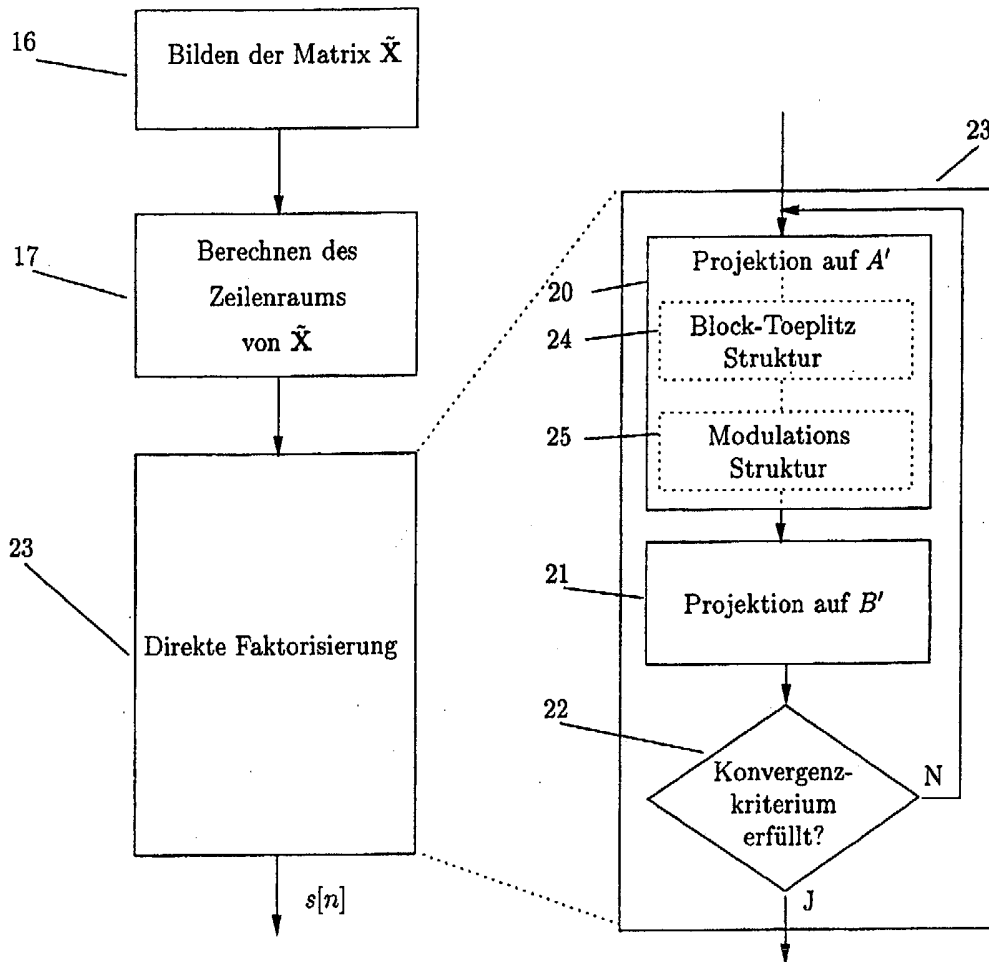 16
Bilden der Matrix X̃
17
Berechnen des
Zeilenraums
von X̃
23
Direkte Faktorisierung
s[n]
23
20
Projektion auf A′
24
Block-Toeplitz
Struktur
25
Modulations
Struktur
21
Projektion auf B′
22
Konvergenz-
kriterium
erfüllt?
N
J